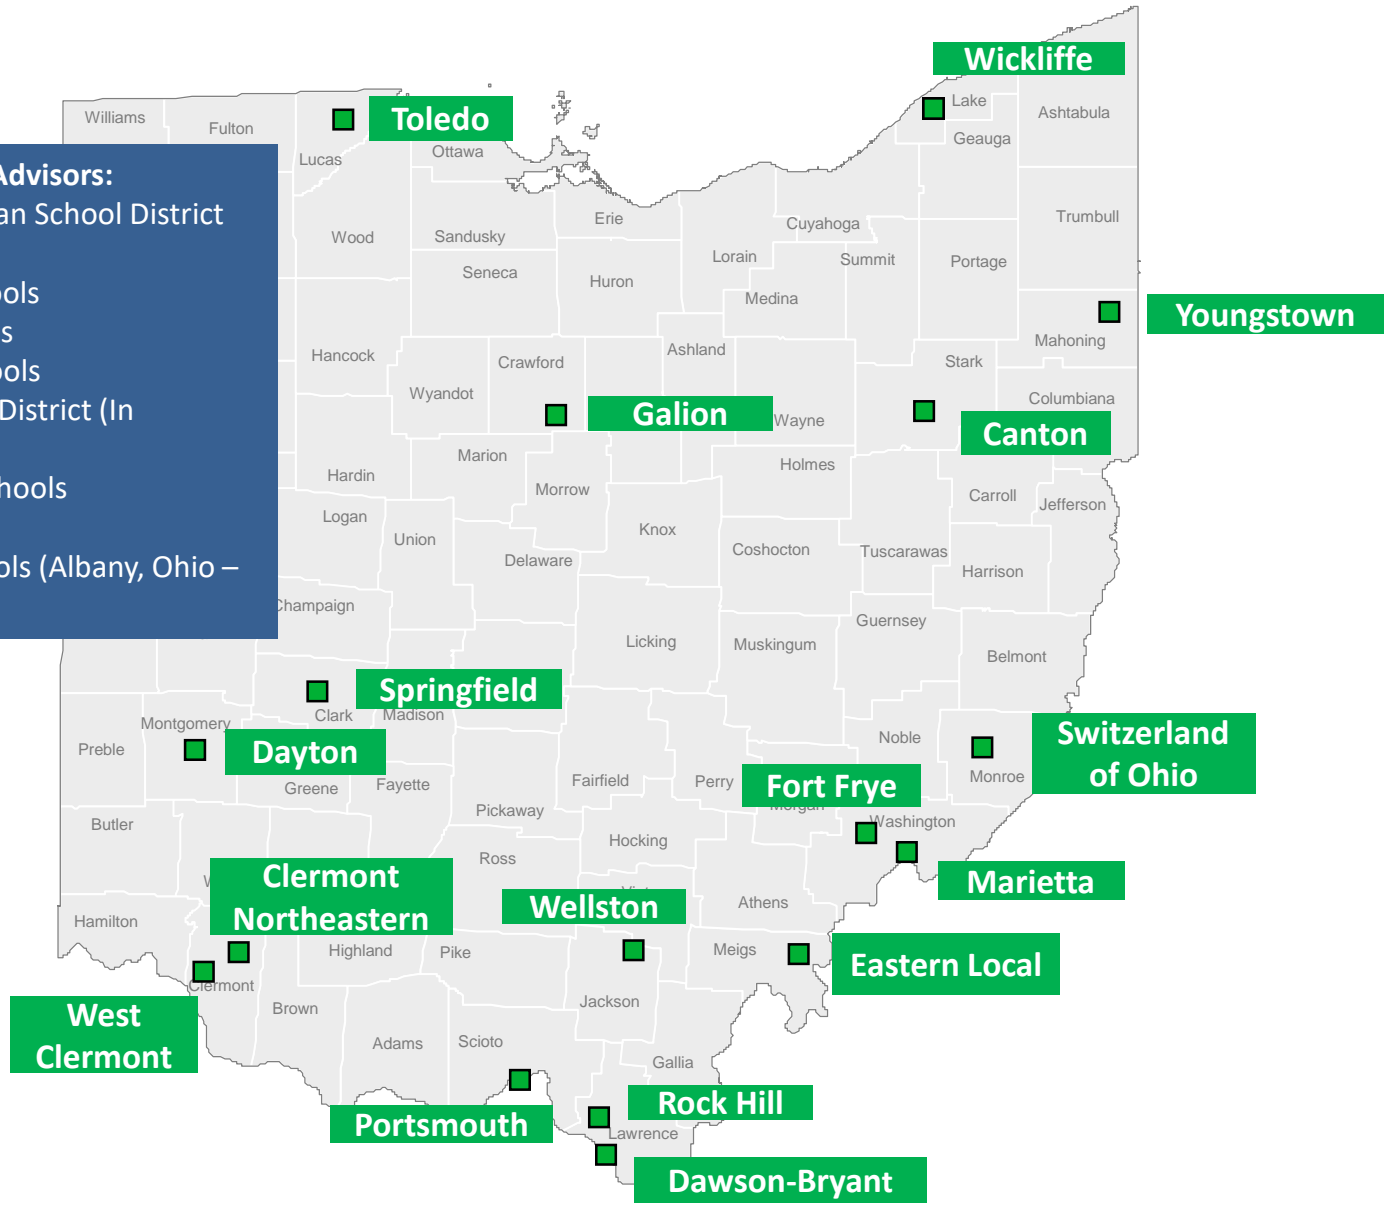 Wickliffe
Lake
Ashtabula
Williams
Fulton
Toledo
Geauga
Lucas
Ottawa
Advisors:
an School District
ools
s
ools
District (In
hools
ols (Albany, Ohio –
Erie
Cuyahoga
Trumbull
Wood
Sandusky
Lorain
Summit
Portage
Seneca
Huron
Medina
Youngstown
Mahoning
Hancock
Crawford
Ashland
Stark
Wyandot
Columbiana
Galion
Wayne
Canton
Marion
Holmes
Hardin
Morrow
Carroll
Jefferson
Logan
Knox
Union
Coshocton
Tuscarawas
Delaware
Harrison
Champaign
Guernsey
Licking
Muskingum
Belmont
Springfield
Clark
Madison
Montgomery
Preble
Dayton
Noble
Switzerland
of Ohio
Monroe
Greene
Fayette
Fairfield
Perry
Fort Frye
Morgan
Pickaway
Butler
Washington
Hocking
Ross
Clermont
Northeastern
Marietta
Wellston
Athens
Hamilton
Highland
Pike
Meigs
Eastern Local
Clermont
West
Clermont
Brown
Jackson
Adams
Scioto
Gallia
Rock Hill
Portsmouth
Lawrence
Dawson-Bryant